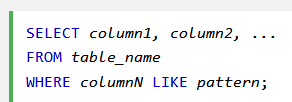 SELECT column1, column2, ...
FROM table_name
WHERE columnN LIKE pattern;